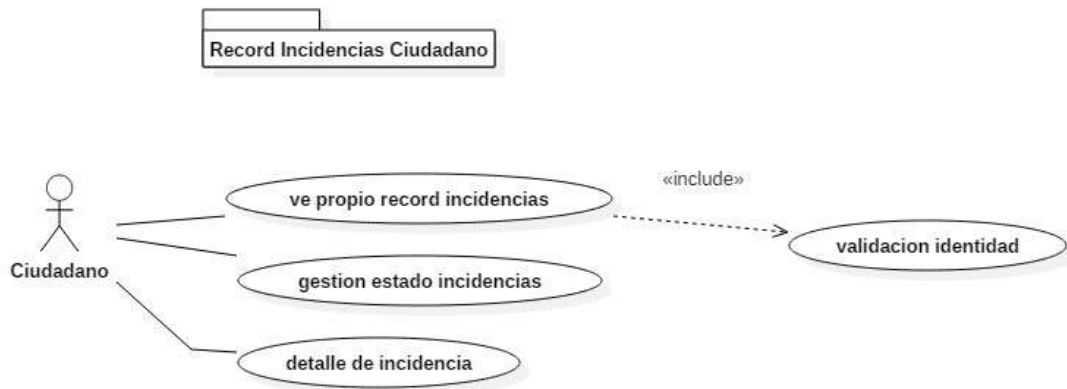 Record Incidencias Ciudadano
ve propio record incidencias
«include»
validacion identidad
Ciudadano
gestion estado incidencias
detalle de incidencia